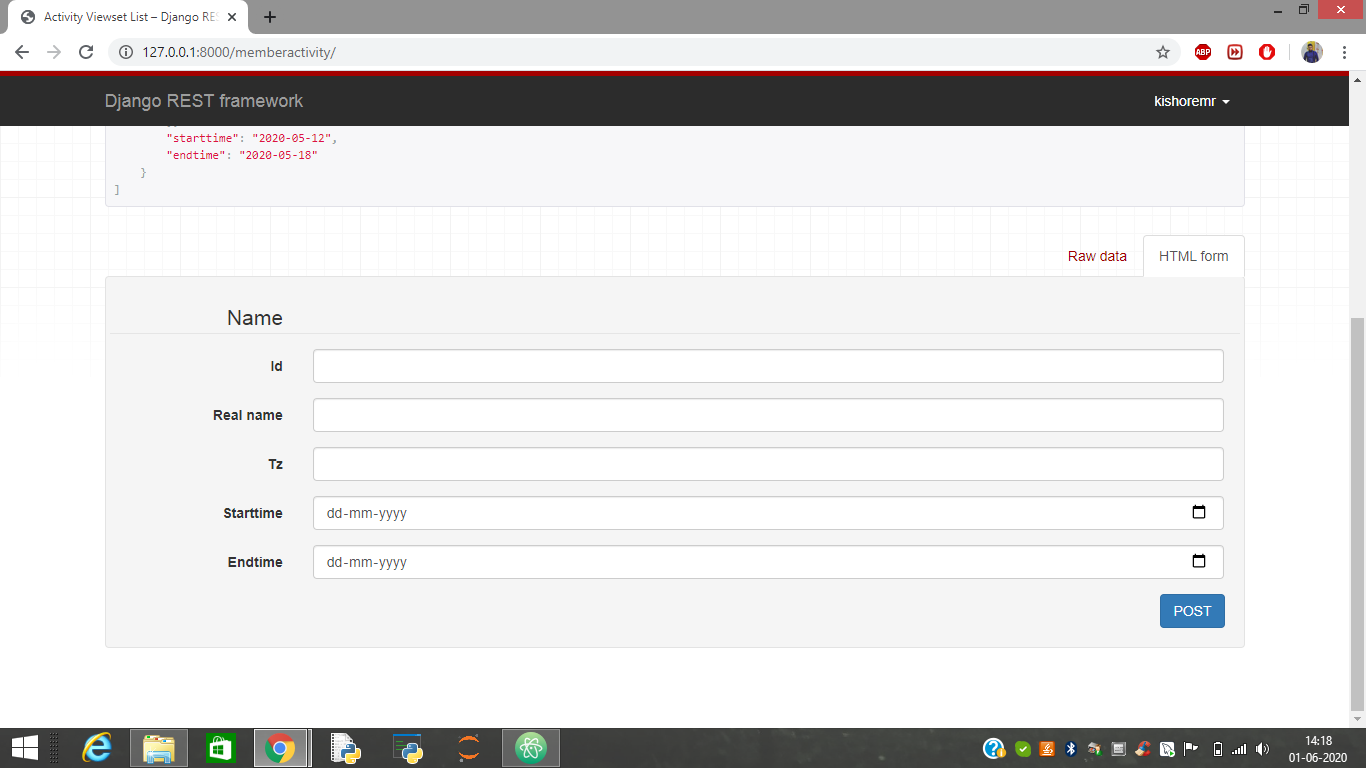 Activity Viewset List – Django RE
127.0.0.1:8000/memberactivity/
ABP
Django REST framework
kishoremr
"starttime": "2020-05-12",
"endtime": "2020-05-18"
}
]
Raw data
HTML form
Name
Id
Real name
Tz
Starttime
dd-mm-yyyy
Endtime
dd-mm-yyyy
POST
14:18
01-06-2020